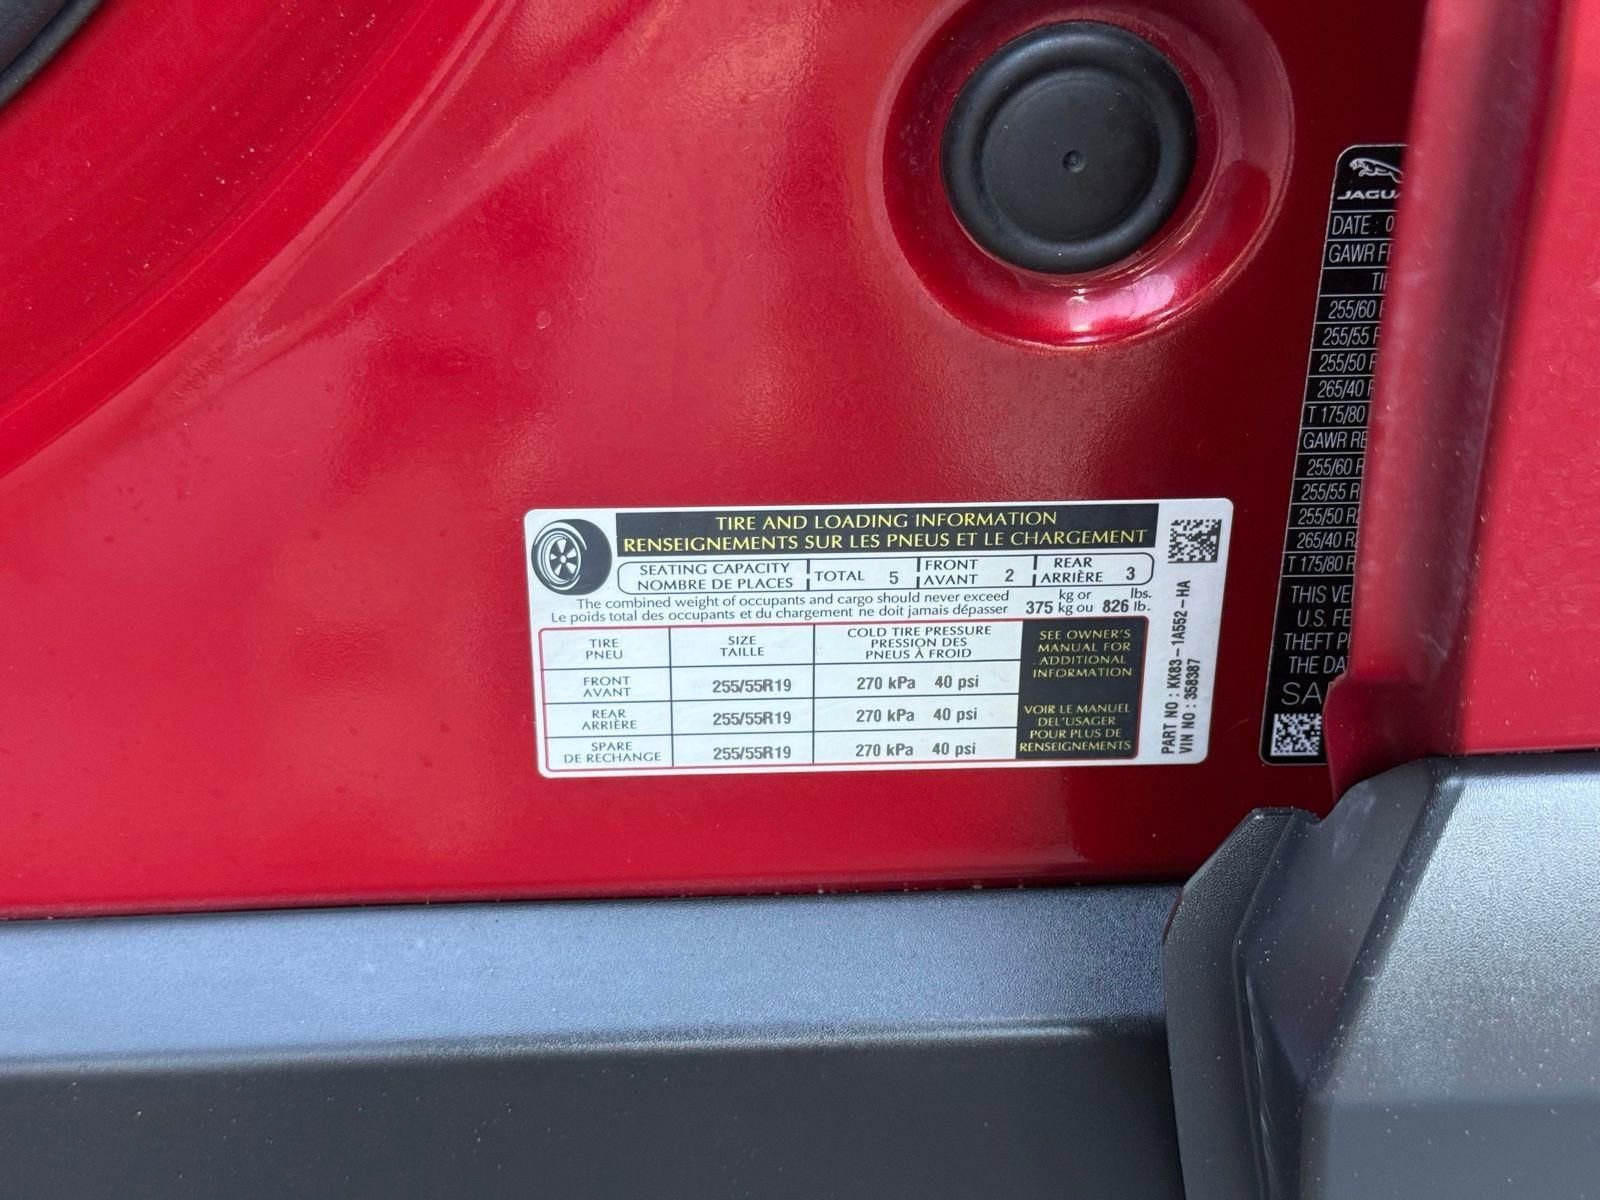 TIRE AND LOADING INFORMATION
RENSEIGNEMENTS SUR LES PNEUS ET LE CHARGEMENT
SEATING CAPACITY
NOMBRE DE PLACES
TOTAL 5
FRONT
AVANT 2
REAR
ARRIÈRE 3
The combined weight of occupants and cargo should never exceed
Le poids total des occupants et du chargement ne doit jamais dépasser
kg or lbs.
375 kg ou 826 lb.
TIRE
PNEU
SIZE
TAILLE
COLD TIRE PRESSURE
PRESSION DES
PNEUS À FROID
FRONT
AVANT
255/55R19
270 kPa 40 psi
REAR
ARRIÈRE
255/55R19
270 kPa 40 psi
SPARE
DE RECHANGE
255/55R19
270 kPa 40 psi
SEE OWNER'S
MANUAL FOR
ADDITIONAL
INFORMATION
VOIR LE MANUEL
DEL'USAGER
POUR PLUS DE
RENSEIGNEMENTS
PART NO : KK83-1A552-HA
VIN NO : 358387
DATE : 0
GAWR
255/60
255/55
255/50
265/40
T 175/80
GAWR
255/60 R
255/55 R
255/50
265/40
T 175/80 R
THIS
U.S.
THEFT
THE